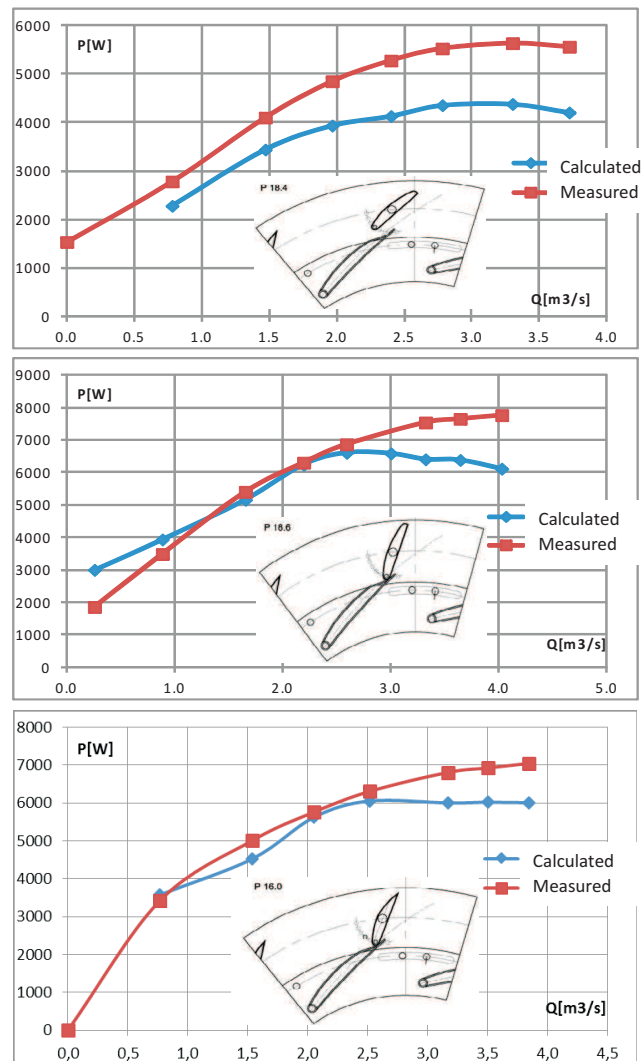 6000
P[W]
5000
4000
3000
2000
1000
0
Calculated
Measured
P 18.4
Q[m3/s]
0.0 0.5 1.0 1.5 2.0 2.5 3.0 3.5 4.0
9000
P[W]
8000
7000
6000
5000
4000
3000
2000
1000
0
Calculated
Measured
P 18.6
Q[m3/s]
0.0 1.0 2.0 3.0 4.0 5.0
8000
P[W]
7000
6000
5000
4000
3000
2000
1000
0
Calculated
Measured
P 16.0
Q[m3/s]
0,0 0,5 1,0 1,5 2,0 2,5 3,0 3,5 4,0 4,5